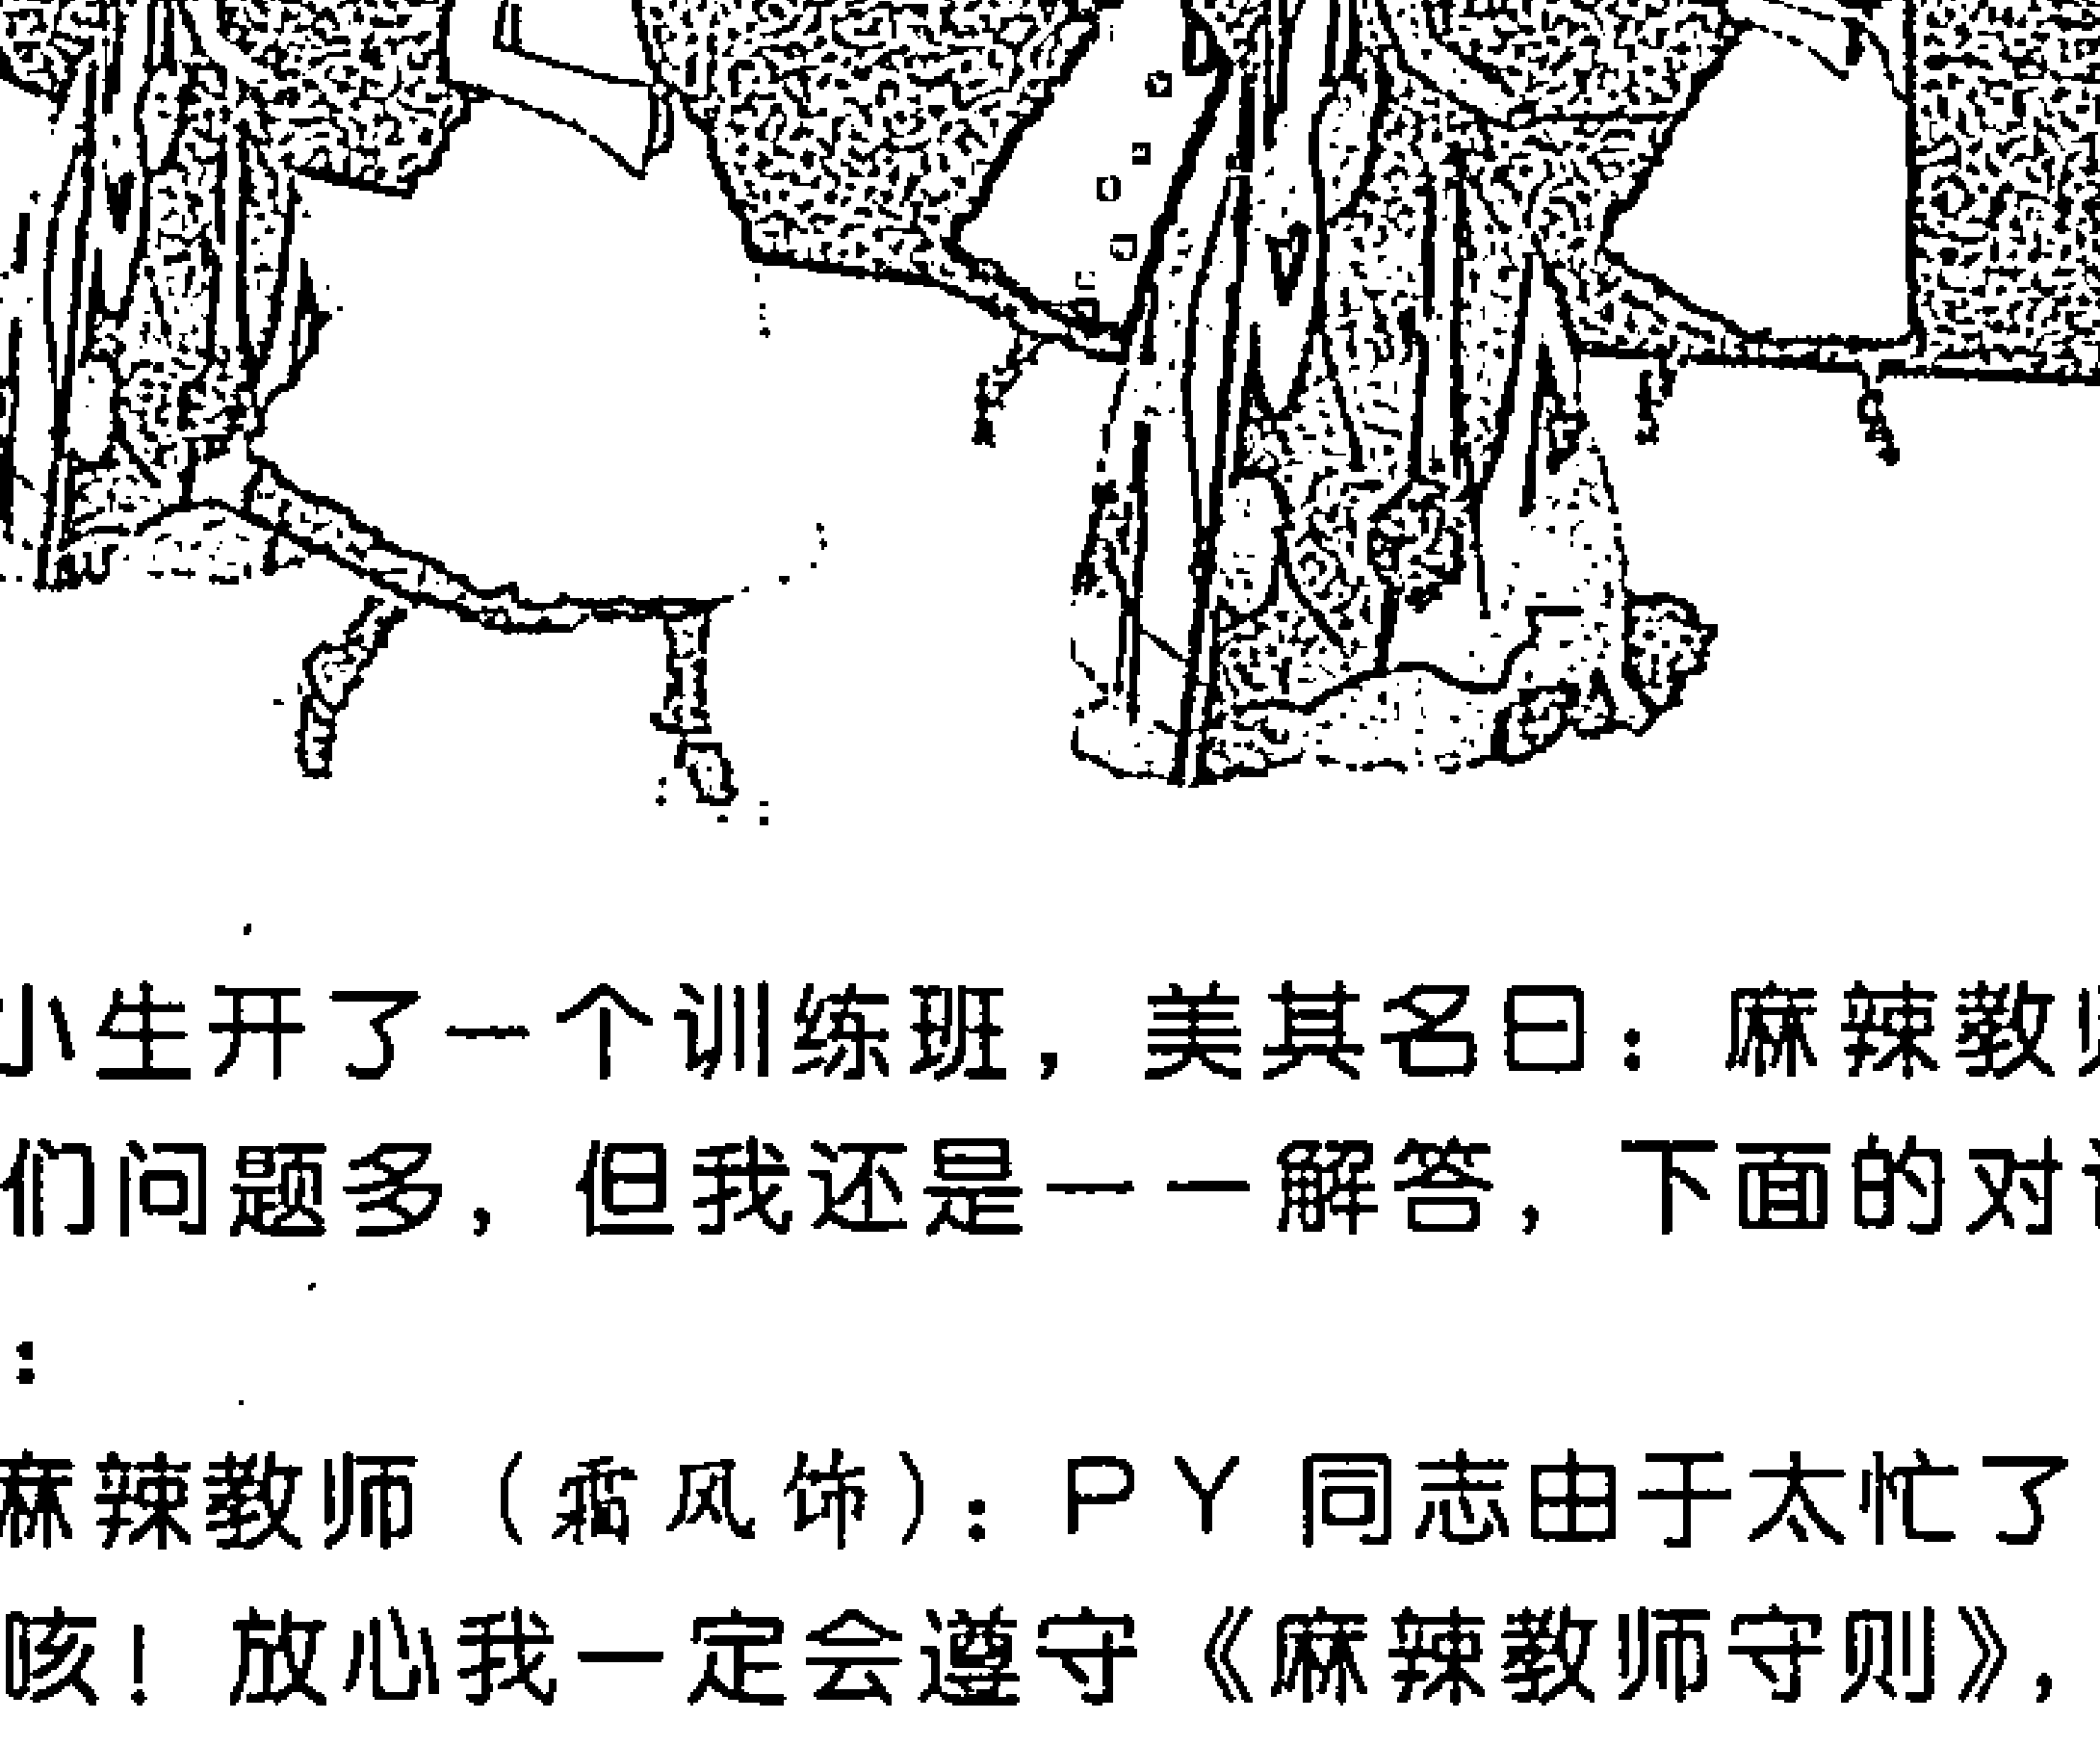 小生开了一个训练班，美其名曰：麻辣教
们问题多，但我还是一一解答，下面的对
：
麻辣教师（霜风饰）：PY同志由于太忙了
咳！放心我一定会遵守《麻辣教师守则》，